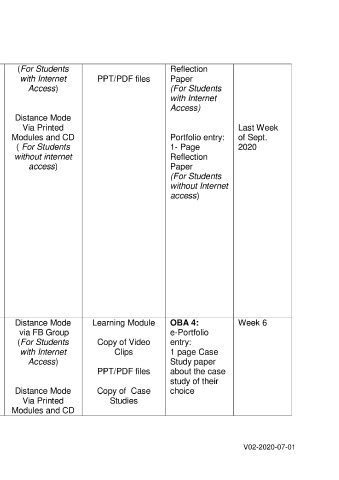 (For Students
with Internet
Access)
Distance Mode
Via Printed
Modules and CD
( For Students
without internet
access)
PPT/PDF files
Reflection
Paper
(For Students
with Internet
Access)
Portfolio entry:
1- Page
Reflection
Paper
(For Students
without Internet
access)
Last Week
of Sept.
2020
Distance Mode
via FB Group
(For Students
with Internet
Access)
Distance Mode
Via Printed
Modules and CD
Learning Module
Copy of Video
Clips
PPT/PDF files
Copy of Case
Studies
OBA 4:
e-Portfolio
entry:
1 page Case
Study paper
about the case
study of their
choice
Week 6
V02-2020-07-01